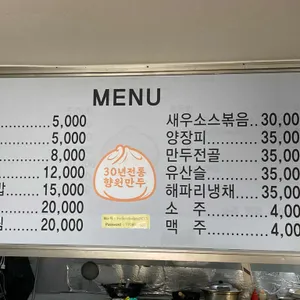 MENU
5,000
5,000
8,000
12,000
15,000
20,000
20,000
30년전통
향원만두
새우소스볶음 30,00
양장피 35,00
만두전골 35,00
유산슬 35,00
해파리냉채 35,00
소 주 4,00
맥 주 4,00